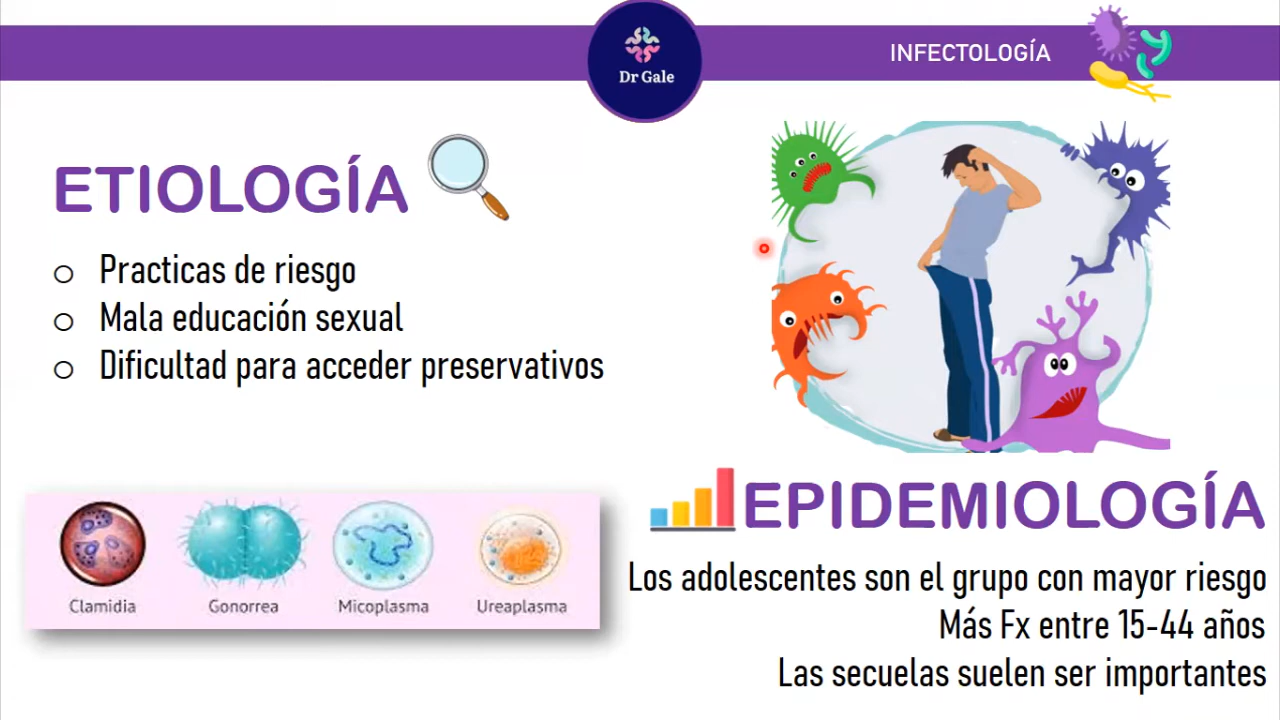 Dr Gale
INFECTOLOGÍA
ETIOLOGÍA
o Practicas de riesgo
o Mala educación sexual
o Dificultad para acceder preservativos
Clamidia
Gonorrea
Micoplasma
Ureaplasma
EPIDEMIOLOGÍA
Los adolescentes son el grupo con mayor riesgo
Más Fx entre 15-44 años
Las secuelas suelen ser importantes